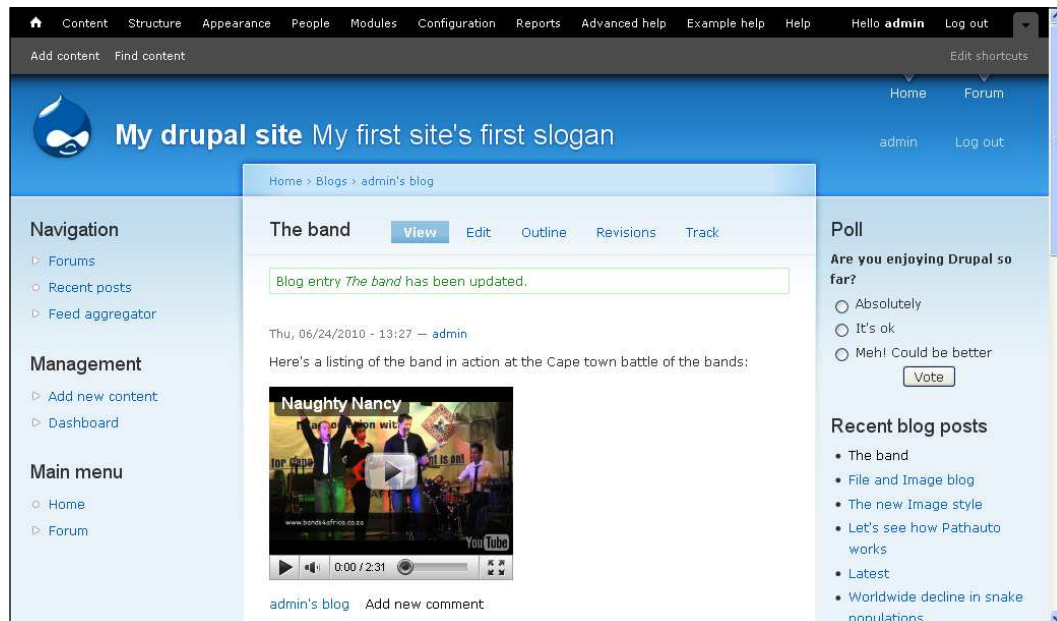 Content Structure Appearance People Modules Configuration Reports Advanced help Example help Help Hello admin Log out
Add content Find content Edit shortcuts
Home Forum
My drupal site My first site's first slogan
admin Log out
Home › Blogs › admin's blog
Navigation
Forums
Recent posts
Feed aggregator
Management
Add new content
Dashboard
Main menu
Home
Forum
The band View Edit Outline Revisions Track
Blog entry The band has been updated.
Thu, 06/24/2010 - 13:27 — admin
Here's a listing of the band in action at the Cape town battle of the bands:
Naughty Nancy
www.bands4africa.co.za
YouTube
0:00 / 2:31
admin's blog Add new comment
Poll
Are you enjoying Drupal so
far?
Absolutely
It's ok
Meh! Could be better
Vote
Recent blog posts
The band
File and Image blog
The new Image style
Let's see how Pathauto
works
Latest
Worldwide decline in snake
populations